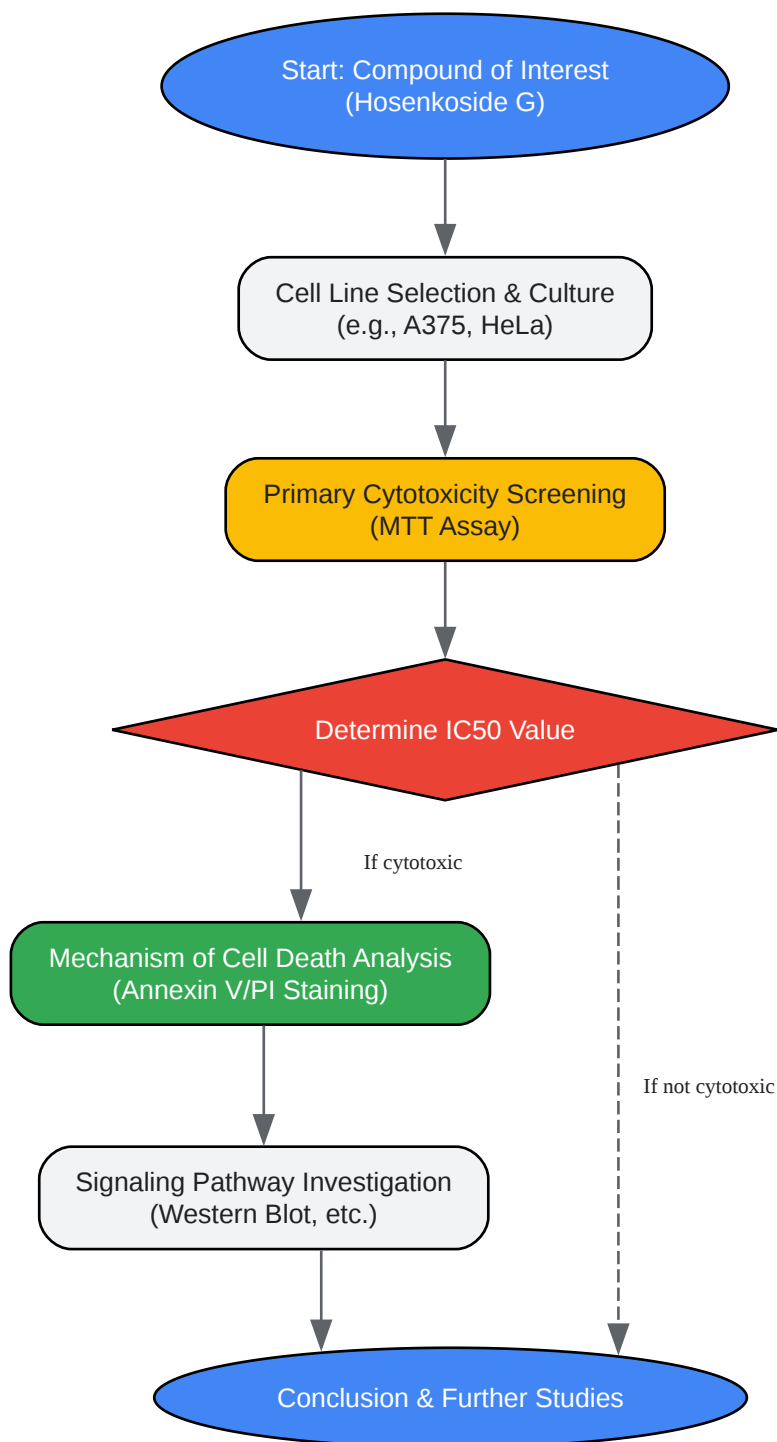 Start: Compound of Interest
(Hosenkoside G)
Cell Line Selection & Culture
(e.g., A375, HeLa)
Primary Cytotoxicity Screening
(MTT Assay)
Determine IC50 Value
If cytotoxic
Mechanism of Cell Death Analysis
(Annexin V/PI Staining)
If not cytotoxic
Signaling Pathway Investigation
(Western Blot, etc.)
Conclusion & Further Studies